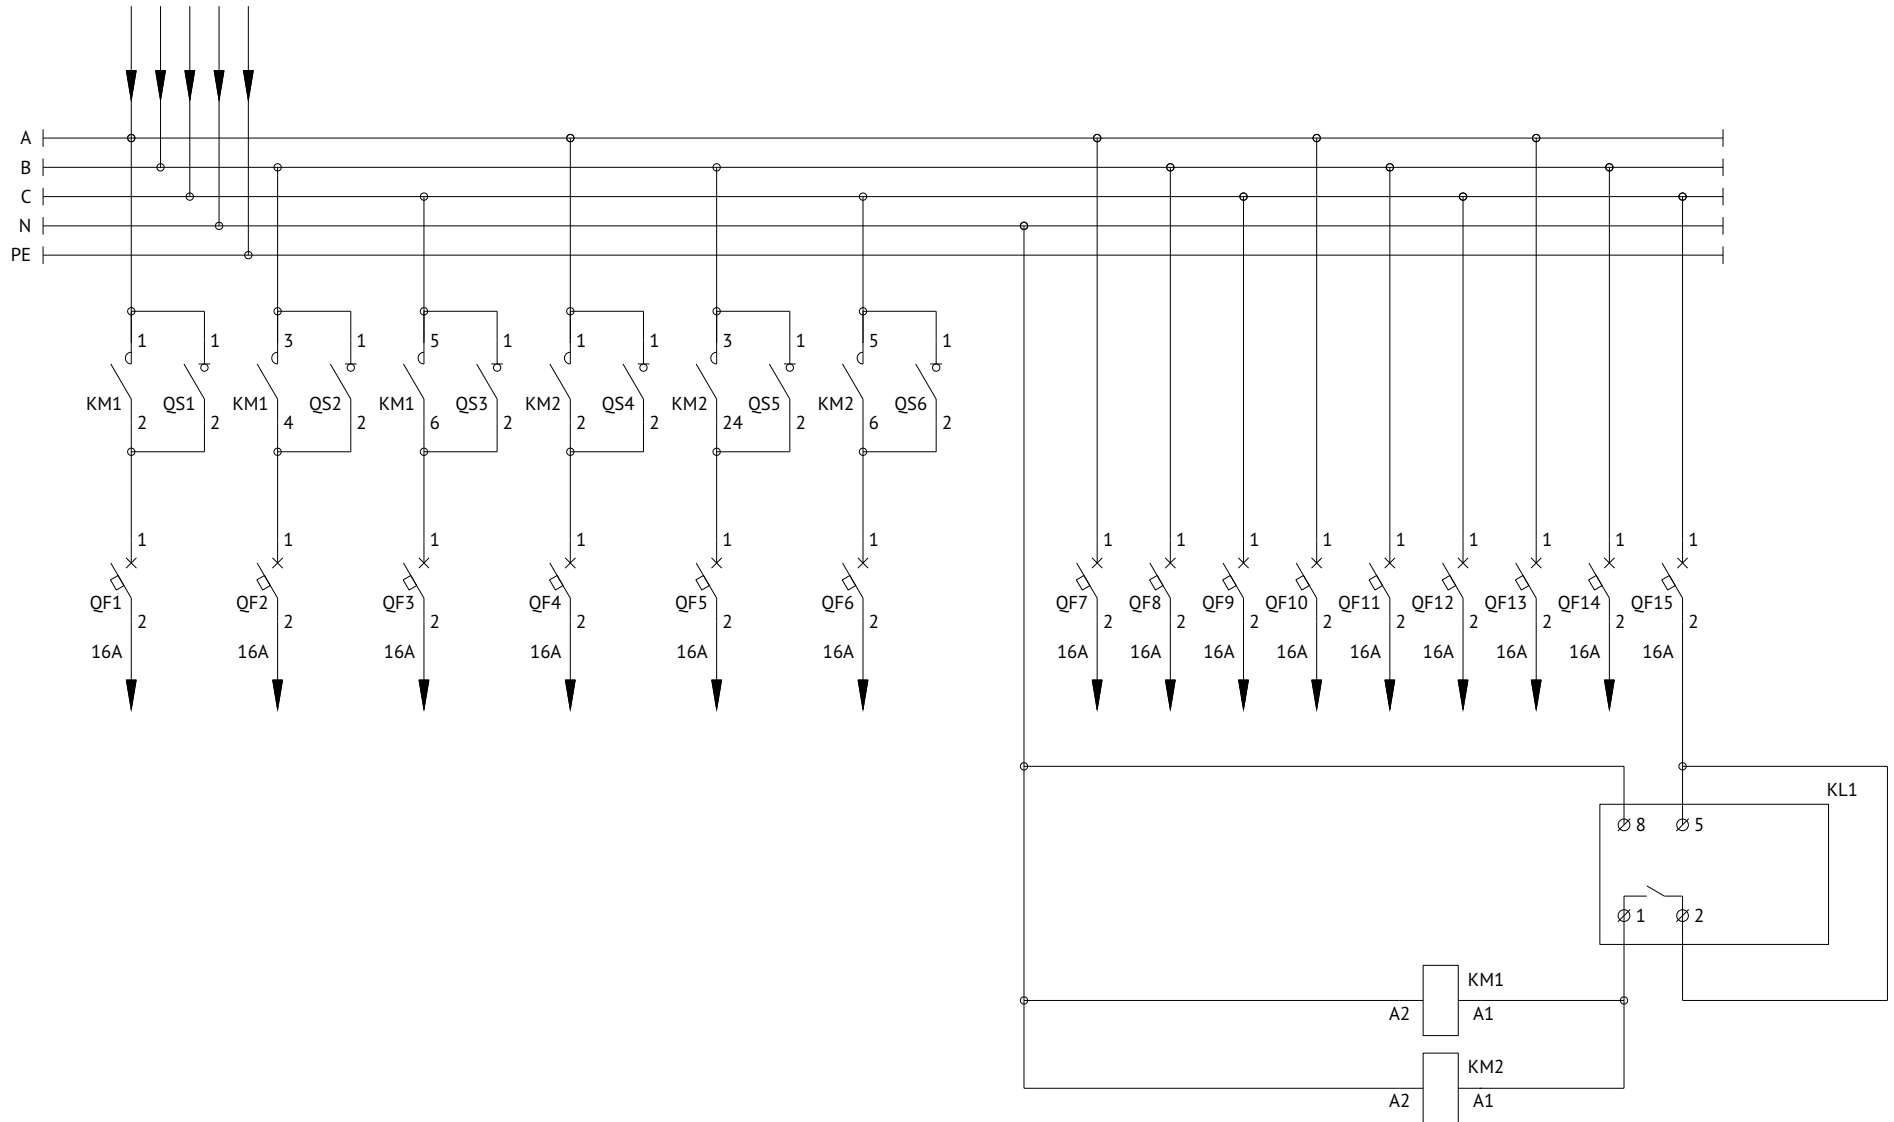 A
B
C
N
PE
1 1 3 1 5 1 1 1 3 1 5 1
KM1 QS1 KM1 QS2 KM1 QS3 KM2 QS4 KM2 QS5 KM2 QS6
2 2 4 2 6 2 2 2 24 2 6 2
1 1 1 1 1 1 1 1 1 1 1 1 1 1 1
QF1 QF2 QF3 QF4 QF5 QF6 QF7 QF8 QF9 QF10 QF11 QF12 QF13 QF14 QF15
2 2 2 2 2 2 2 2 2 2 2 2 2 2 2
16A 16A 16A 16A 16A 16A 16A 16A 16A 16A 16A 16A 16A 16A 16A
KL1
8 5
1 2
KM1
A2 A1
KM2
A2 A1